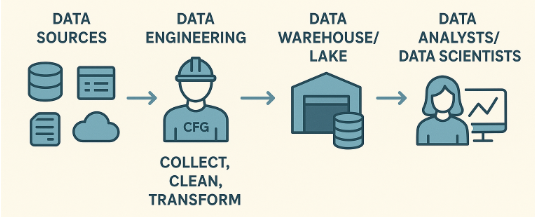 DATA
SOURCES
DATA
ENGINEERING
CFG
COLLECT,
CLEAN,
TRANSFORM
DATA
WAREHOUSE/
LAKE
DATA
ANALYSTS/
DATA SCIENTISTS